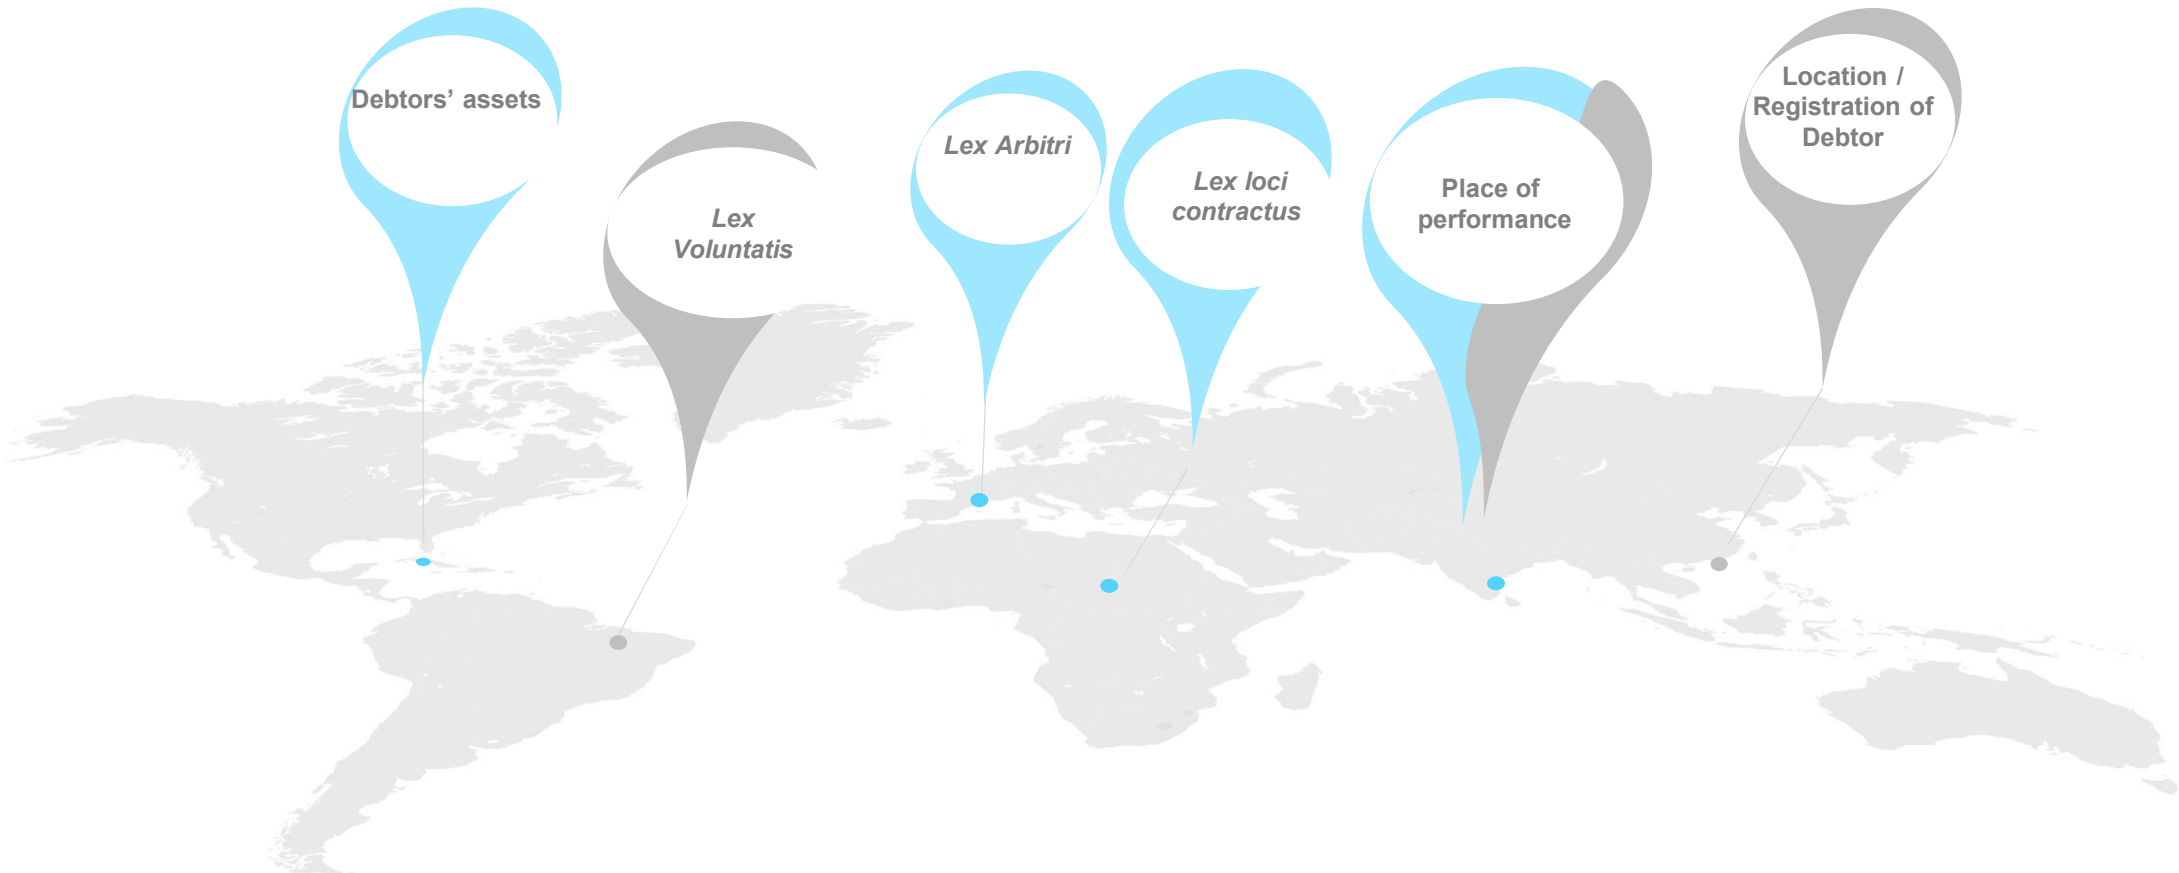 Debtors’ assets
Lex
Voluntatis
Lex Arbitri
Lex loci
contractus
Place of
performance
Location /
Registration of
Debtor